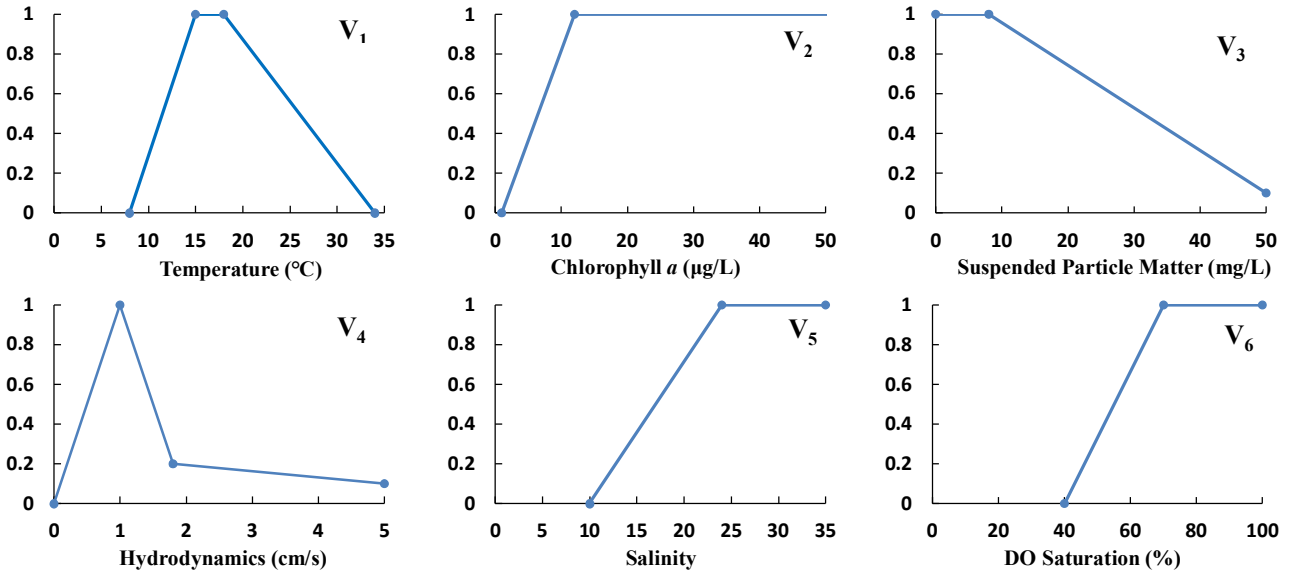 1
0.8
0.6
0.4
0.2
0
V₁
0 5 10 15 20 25 30 35
Temperature (°C)
1
0.8
0.6
0.4
0.2
0
V₂
0 10 20 30 40 50
Chlorophyll a (µg/L)
1
0.8
0.6
0.4
0.2
0
V₃
0 10 20 30 40 50
Suspended Particle Matter (mg/L)
1
0.8
0.6
0.4
0.2
0
V₄
0 1 2 3 4 5
Hydrodynamics (cm/s)
1
0.8
0.6
0.4
0.2
0
V₅
0 5 10 15 20 25 30 35
Salinity
1
0.8
0.6
0.4
0.2
0
V₆
0 20 40 60 80 100
DO Saturation (%)